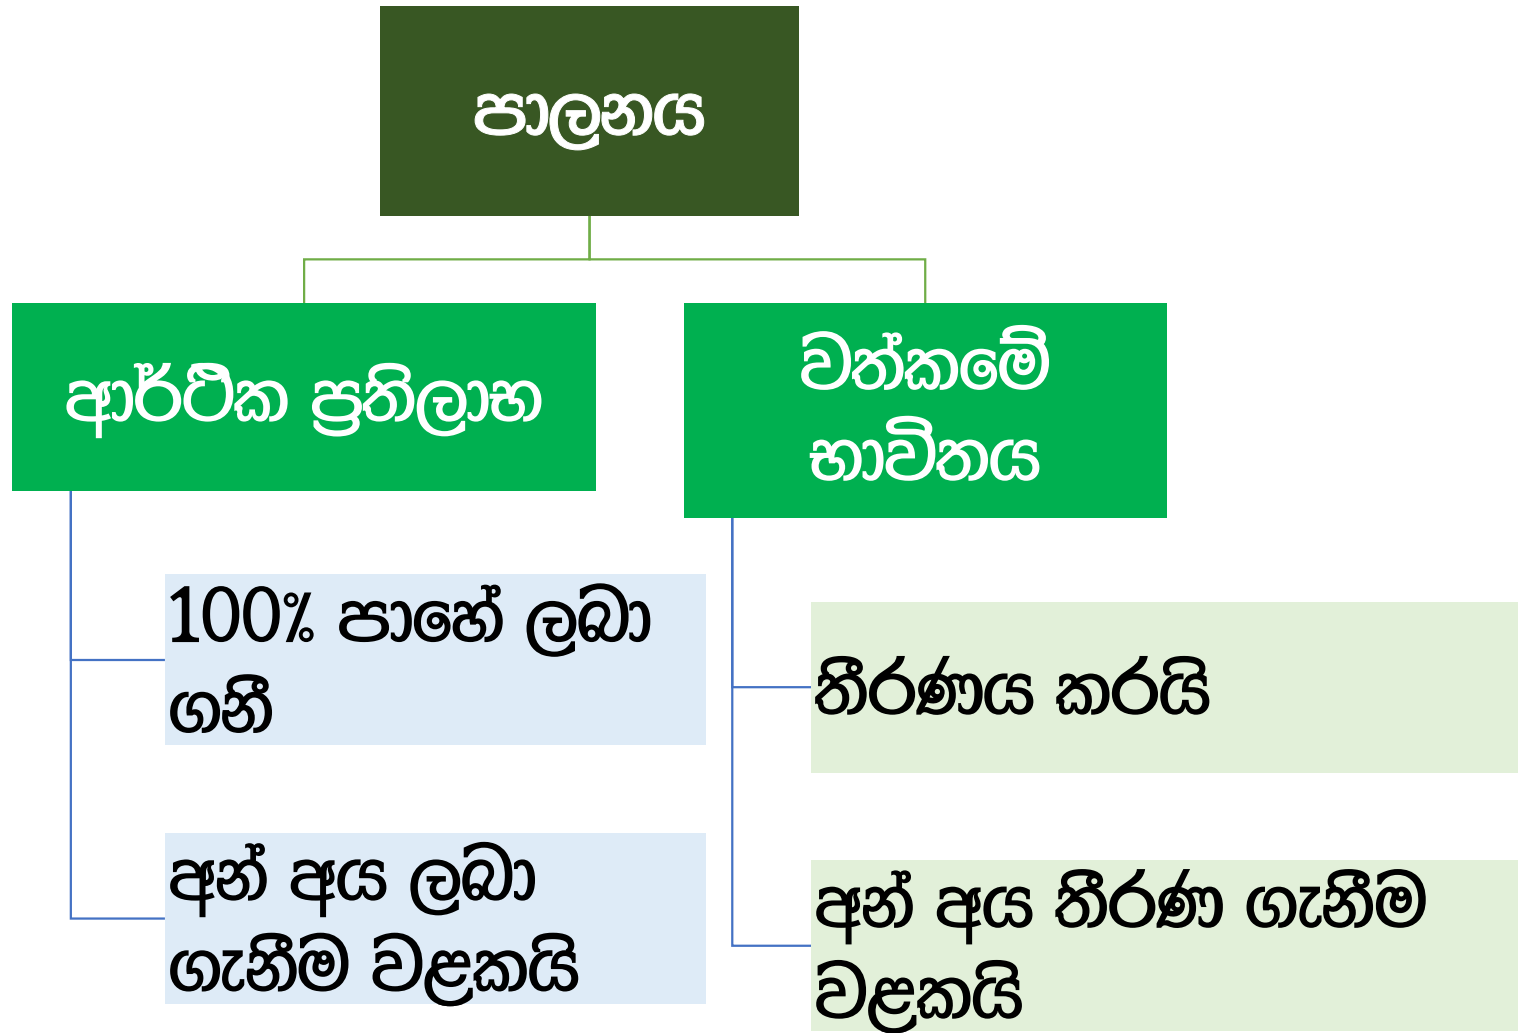 පාලනය
ආර්ථික ප්‍රතිලාභ
වත්කමේ
භාවිතය
100% පාහේ ලබා
ගනී
අන් අය ලබා
ගැනීම වළකයි
තීරණය කරයි
අන් අය තීරණ ගැනීම
වළකයි